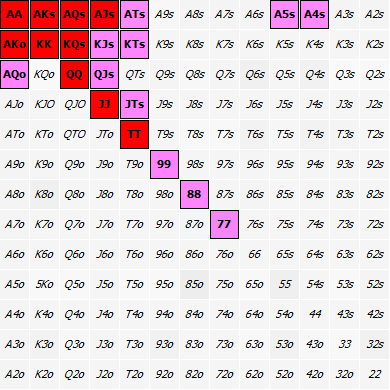 AA AKs AQs AJs ATs A9s A8s A7s A6s A5s A4s A3s A2s
AKo KK KQs KJs KTs K9s K8s K7s K6s K5s K4s K3s K2s
AQo KQo QQ QJs QTs Q9s Q8s Q7s Q6s Q5s Q4s Q3s Q2s
AJo KJO QJO JJ JTs J9s J8s J7s J6s J5s J4s J3s J2s
ATo KTo QTO JTo TT T9s T8s T7s T6s T5s T4s T3s T2s
A9o K9o Q9o J9o T9o 99 98s 97s 96s 95s 94s 93s 92s
A8o K8o Q8o J8o T8o 98o 88 87s 86s 85s 84s 83s 82s
A7o K7o Q7o J7o T7o 97o 87o 77 76s 75s 74s 73s 72s
A6o K6o Q6o J6o T6o 96o 86o 76o 66 65s 64s 63s 62s
A5o 5Ko Q5o J5o T5o 95o 85o 75o 65o 55 54s 53s 52s
A4o K4o Q4o J4o T4o 94o 84o 74o 64o 54o 44 43s 42s
A3o K3o Q3o J3o T3o 93o 83o 73o 63o 53o 43o 33 32s
A2o K2o Q2o J2o T2o 92o 82o 72o 62o 52o 42o 32o 22